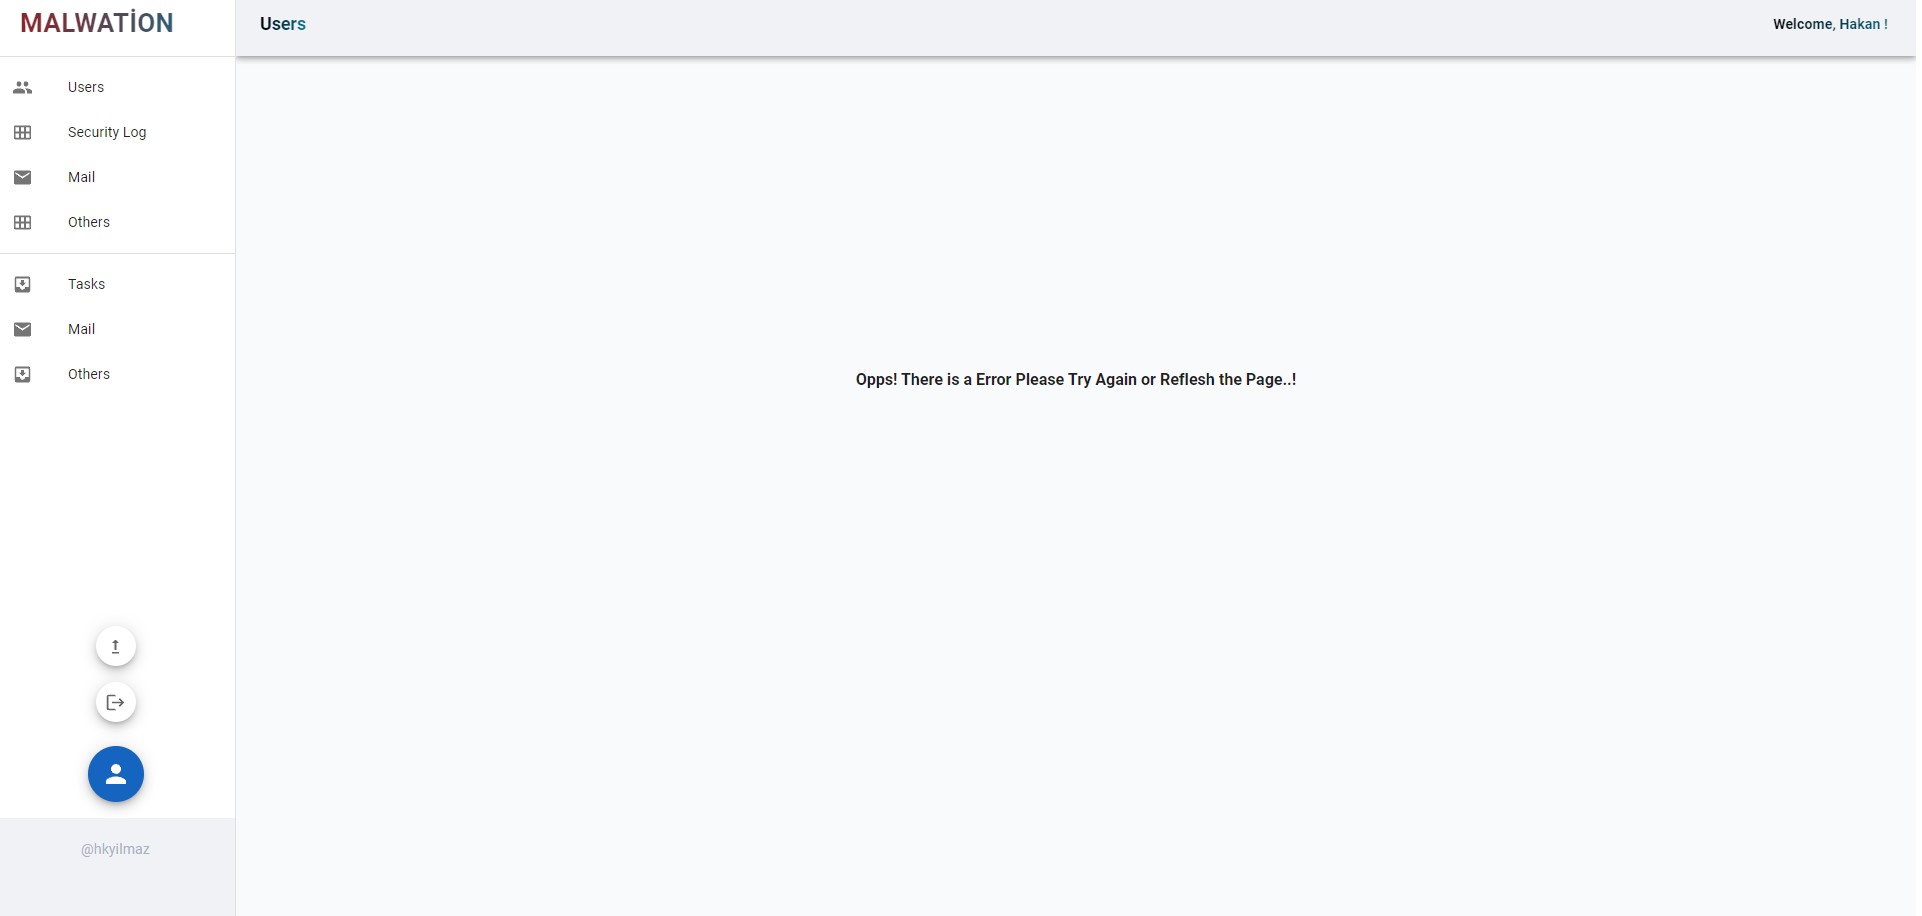 MALWATİON
Users
Welcome, Hakan !
Users
Security Log
Mail
Others
Tasks
Mail
Others
Opps! There is a Error Please Try Again or Reflesh the Page..!
@hkyilmaz